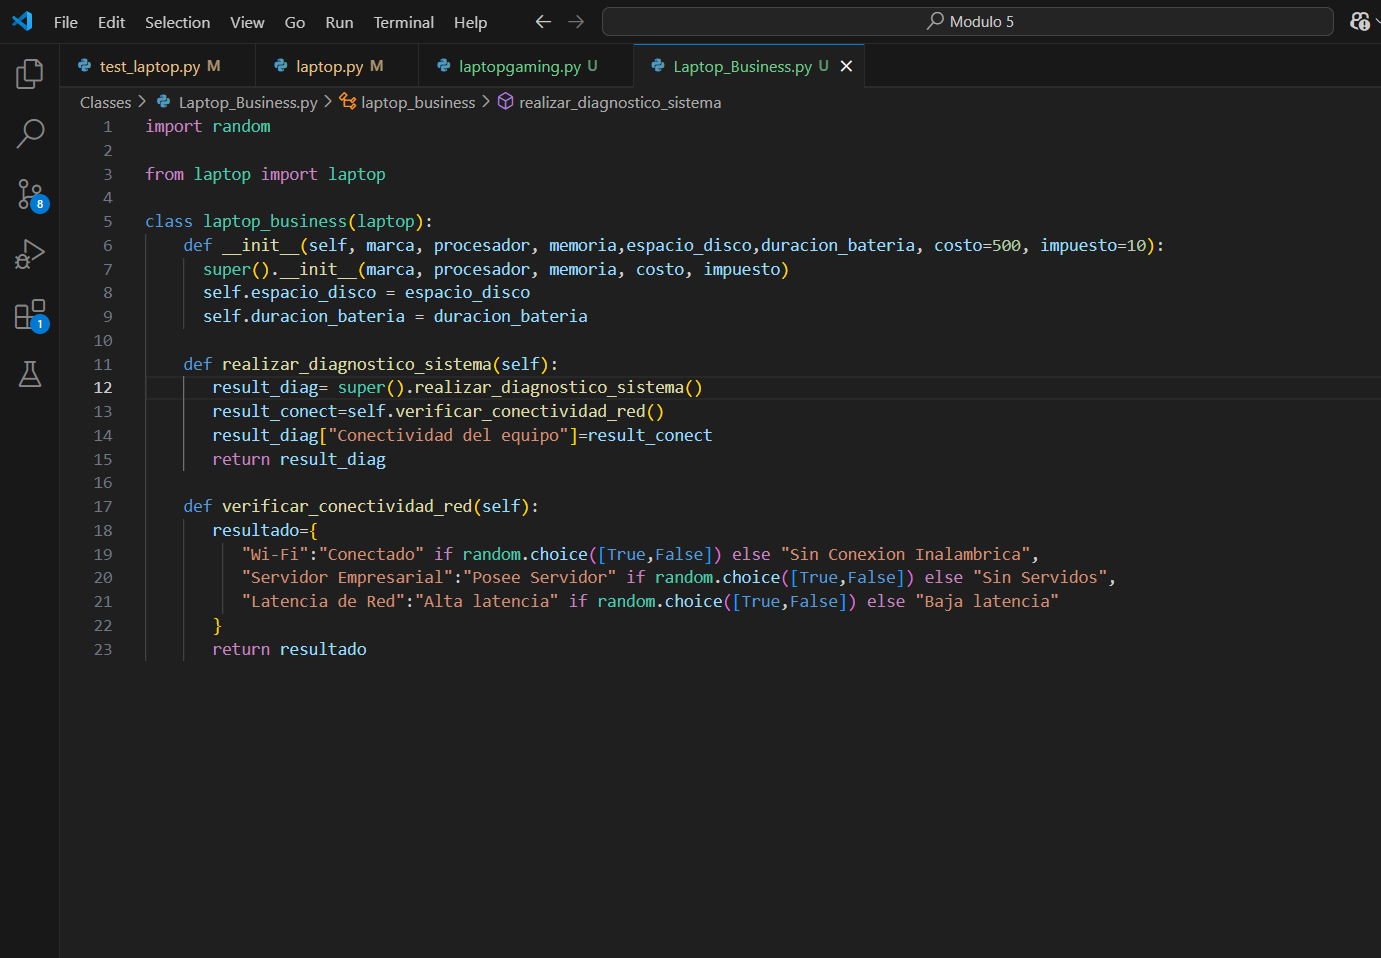 File Edit Selection View Go Run Terminal Help Modulo 5
test_laptop.py M laptop.py M laptopgaming.py U Laptop_Business.py U
Classes > Laptop_Business.py > laptop_business > realizar_diagnostico_sistema
1 import random
2
3 from laptop import laptop
4
5 class laptop_business(laptop):
6 def __init__(self, marca, procesador, memoria,espacio_disco,duracion_bateria, costo=500, impuesto=10):
7 super().__init__(marca, procesador, memoria, costo, impuesto)
8 self.espacio_disco = espacio_disco
9 self.duracion_bateria = duracion_bateria
10
11 def realizar_diagnostico_sistema(self):
12 result_diag= super().realizar_diagnostico_sistema()
13 result_conect=self.verificar_conectividad_red()
14 result_diag["Conectividad del equipo"]=result_conect
15 return result_diag
16
17 def verificar_conectividad_red(self):
18 resultado={
19 "Wi-Fi":"Conectado" if random.choice([True,False]) else "Sin Conexion Inalambrica",
20 "Servidor Empresarial":"Posee Servidor" if random.choice([True,False]) else "Sin Servidos",
21 "Latencia de Red":"Alta latencia" if random.choice([True,False]) else "Baja latencia"
22 }
23 return resultado
8
1